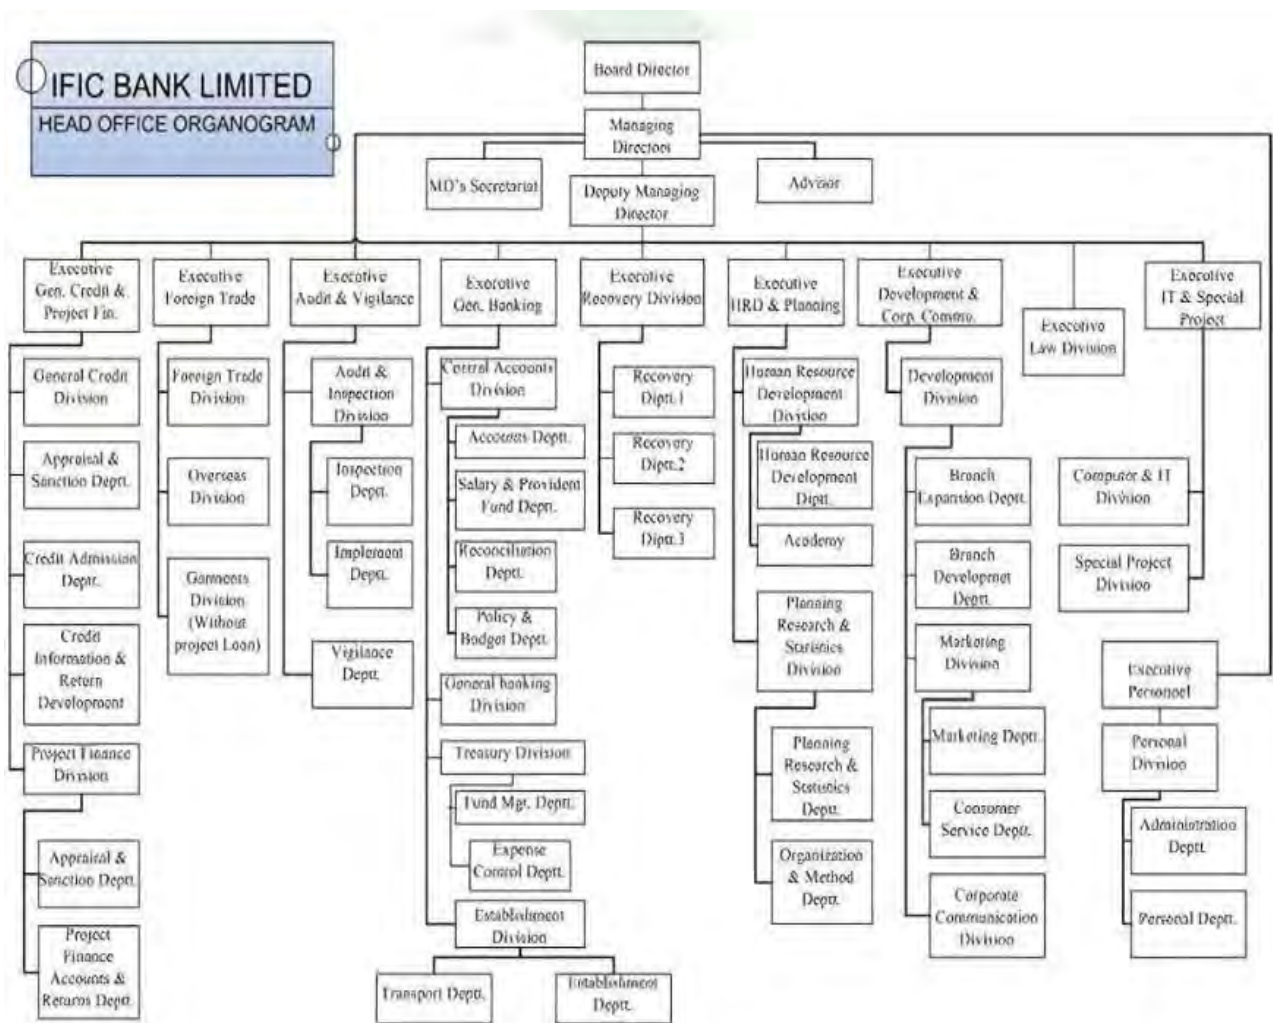 IFIC BANK LIMITED
HEAD OFFICE ORGANOGRAM
Board Director
Managing
Directors
MD's Secretariat
Deputy Managing
Director
Advisor
Executive
Gen. Credit &
Project Fin.
Executive
Foreign Trade
Executive
Audit & Vigilance
Executive
Gen. Banking
Executive
Recovery Division
Executive
HRD & Planning
Executive
Development &
Corp. Commu.
Executive
Law Division
Executive
IT & Special
Project
General Credit
Division
Appraisal &
Sanction Deptt.
Credit Admission
Deptt.
Credit
Information &
Return
Development
Project Finance
Division
Appraisal &
Sanction Deptt.
Project
Finance
Accounts &
Returns Deptt.
Foreign Trade
Division
Overseas
Division
Garments
Division
(Without
project Loan)
Audit &
Inspection
Division
Inspection
Deptt.
Implement
Deptt.
Vigilance
Deptt.
Central Accounts
Division
Accounts Deptt.
Salary & Provident
Fund Deptt.
Reconciliation
Deptt.
Policy &
Budget Deptt.
General banking
Division
Treasury Division
Fund Mgt. Deptt.
Expense
Control Deptt.
Establishment
Division
Transport Deptt.
Establishment
Deptt.
Recovery
Diptt.1
Recovery
Diptt.2
Recovery
Diptt.3
Human Resource
Development
Division
Human Resource
Development
Deptt.
Academy
Planning
Research &
Statistics
Division
Planning
Research &
Statistics
Deptt.
Organization
& Method
Deptt.
Development
Division
Branch
Expansion Deptt.
Branch
Developmet
Deptt.
Marketing
Division
Marketing Deptt.
Consumer
Service Deptt.
Corporate
Communication
Division
Computer & IT
Division
Special Project
Division
Executive
Personnel
Personal
Division
Administration
Deptt.
Personal Deptt.